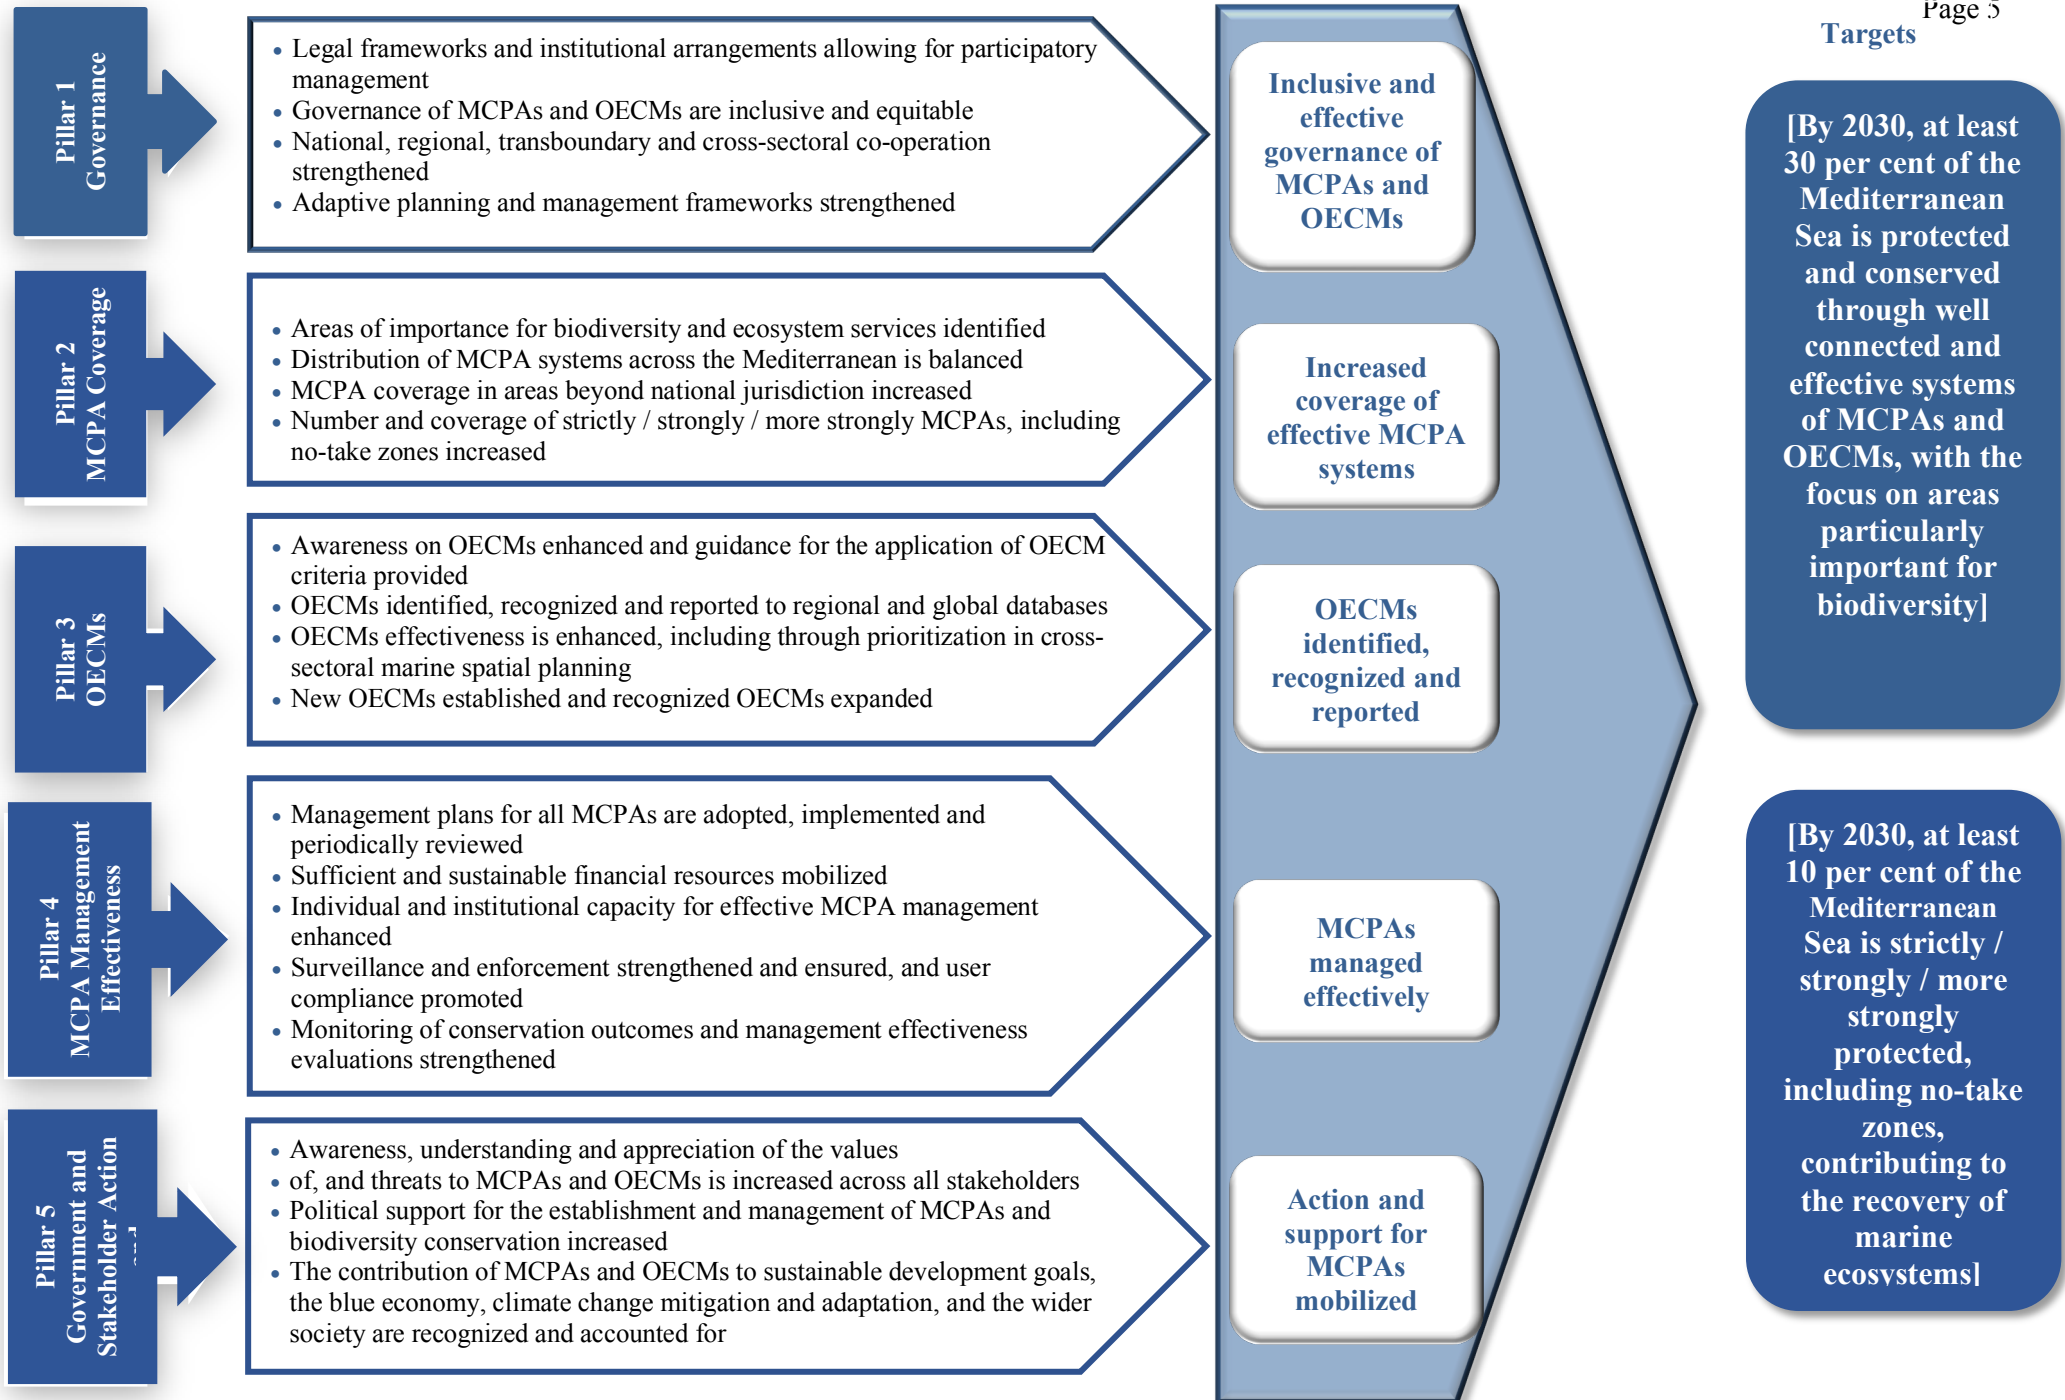 Page 5
Targets
Pillar 1
Governance
• Legal frameworks and institutional arrangements allowing for participatory
management
• Governance of MCPAs and OECMs are inclusive and equitable
• National, regional, transboundary and cross-sectoral co-operation
strengthened
• Adaptive planning and management frameworks strengthened
Inclusive and
effective
governance of
MCPAs and
OECMs
Pillar 2
MCPA Coverage
• Areas of importance for biodiversity and ecosystem services identified
• Distribution of MCPA systems across the Mediterranean is balanced
• MCPA coverage in areas beyond national jurisdiction increased
• Number and coverage of strictly / strongly / more strongly MCPAs, including
no-take zones increased
Increased
coverage of
effective MCPA
systems
Pillar 3
OECMs
• Awareness on OECMs enhanced and guidance for the application of OECM
criteria provided
• OECMs identified, recognized and reported to regional and global databases
• OECMs effectiveness is enhanced, including through prioritization in cross-
sectoral marine spatial planning
• New OECMs established and recognized OECMs expanded
OECMs
identified,
recognized and
reported
Pillar 4
MCPA Management
Effectiveness
• Management plans for all MCPAs are adopted, implemented and
periodically reviewed
• Sufficient and sustainable financial resources mobilized
• Individual and institutional capacity for effective MCPA management
enhanced
• Surveillance and enforcement strengthened and ensured, and user
compliance promoted
• Monitoring of conservation outcomes and management effectiveness
evaluations strengthened
MCPAs
managed
effectively
Pillar 5
Government and
Stakeholder Action
• Awareness, understanding and appreciation of the values
• of, and threats to MCPAs and OECMs is increased across all stakeholders
• Political support for the establishment and management of MCPAs and
biodiversity conservation increased
• The contribution of MCPAs and OECMs to sustainable development goals,
the blue economy, climate change mitigation and adaptation, and the wider
society are recognized and accounted for
Action and
support for
MCPAs
mobilized
[By 2030, at least
30 per cent of the
Mediterranean
Sea is protected
and conserved
through well
connected and
effective systems
of MCPAs and
OECMs, with the
focus on areas
particularly
important for
biodiversity]
[By 2030, at least
10 per cent of the
Mediterranean
Sea is strictly /
strongly / more
strongly
protected,
including no-take
zones,
contributing to
the recovery of
marine
ecosystems]